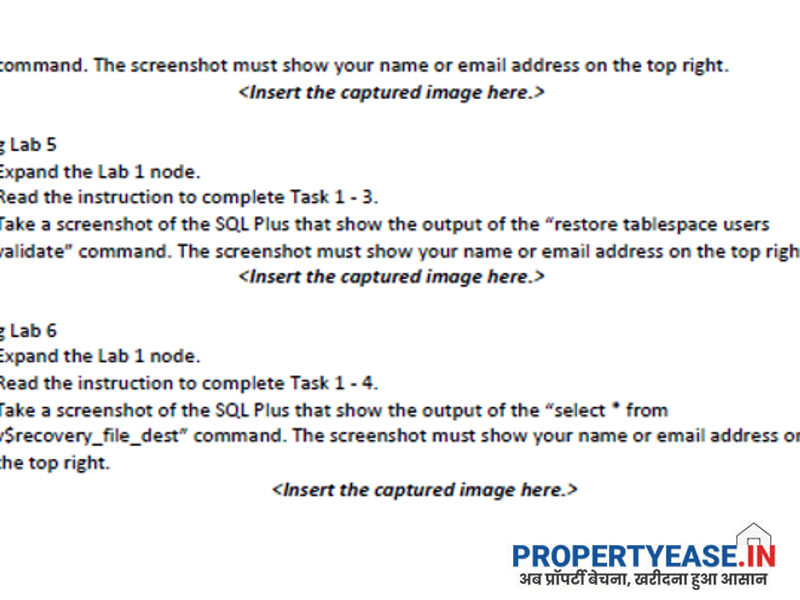 command. The screenshot must show your name or email address on the top right.
<Insert the captured image here.>
g Lab 5
Expand the Lab 1 node.
Read the instruction to complete Task 1 - 3.
Take a screenshot of the SQL Plus that show the output of the “restore tablespace users
validate” command. The screenshot must show your name or email address on the top righ
<Insert the captured image here.>
g Lab 6
Expand the Lab 1 node.
Read the instruction to complete Task 1 - 4.
Take a screenshot of the SQL Plus that show the output of the “select * from
v$recovery_file_dest” command. The screenshot must show your name or email address or
the top right.
<Insert the captured image here.>
PROPERTYEASE.IN
अब प्रॉपर्टी बेचना, खरीदना हुआ आसान